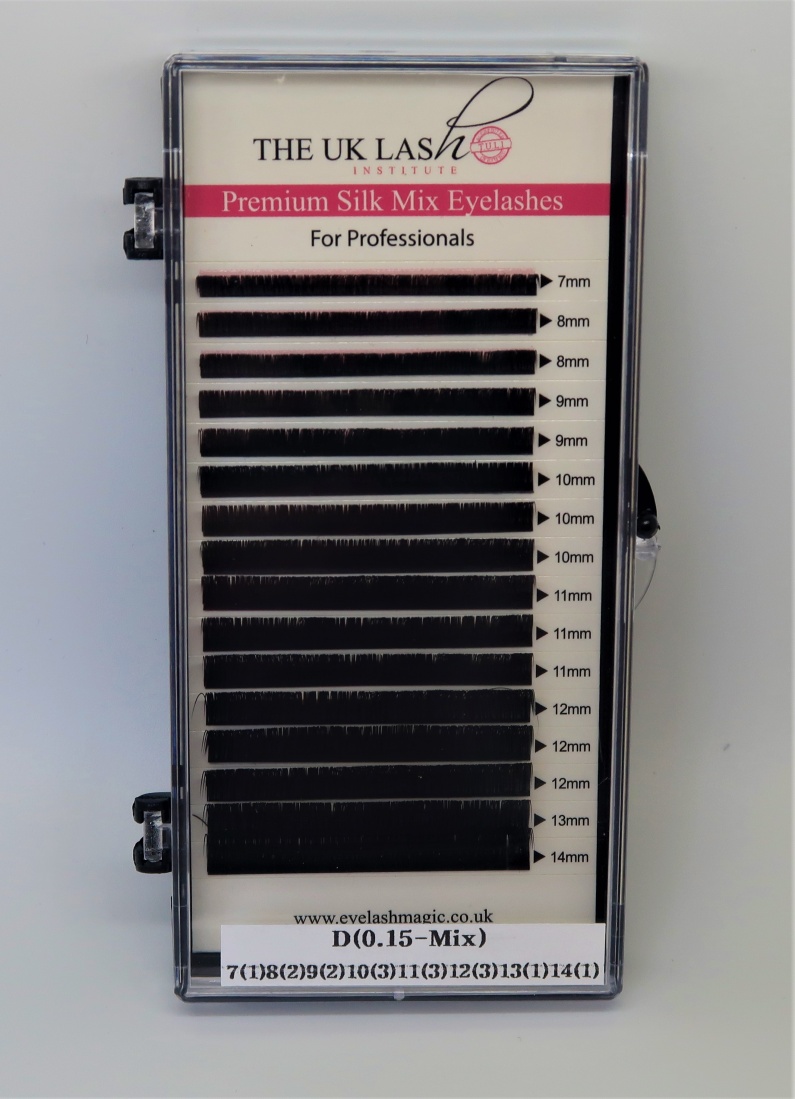 THE UK LASh
TULI
INSTITUTE
Premium Silk Mix Eyelashes
For Professionals
7mm
8mm
8mm
9mm
9mm
10mm
10mm
10mm
11mm
11mm
11mm
12mm
12mm
12mm
13mm
14mm
www.eyelashmagic.co.uk
D(0.15-Mix)
7(1)8(2)9(2)10(3)11(3)12(3)13(1)14(1)